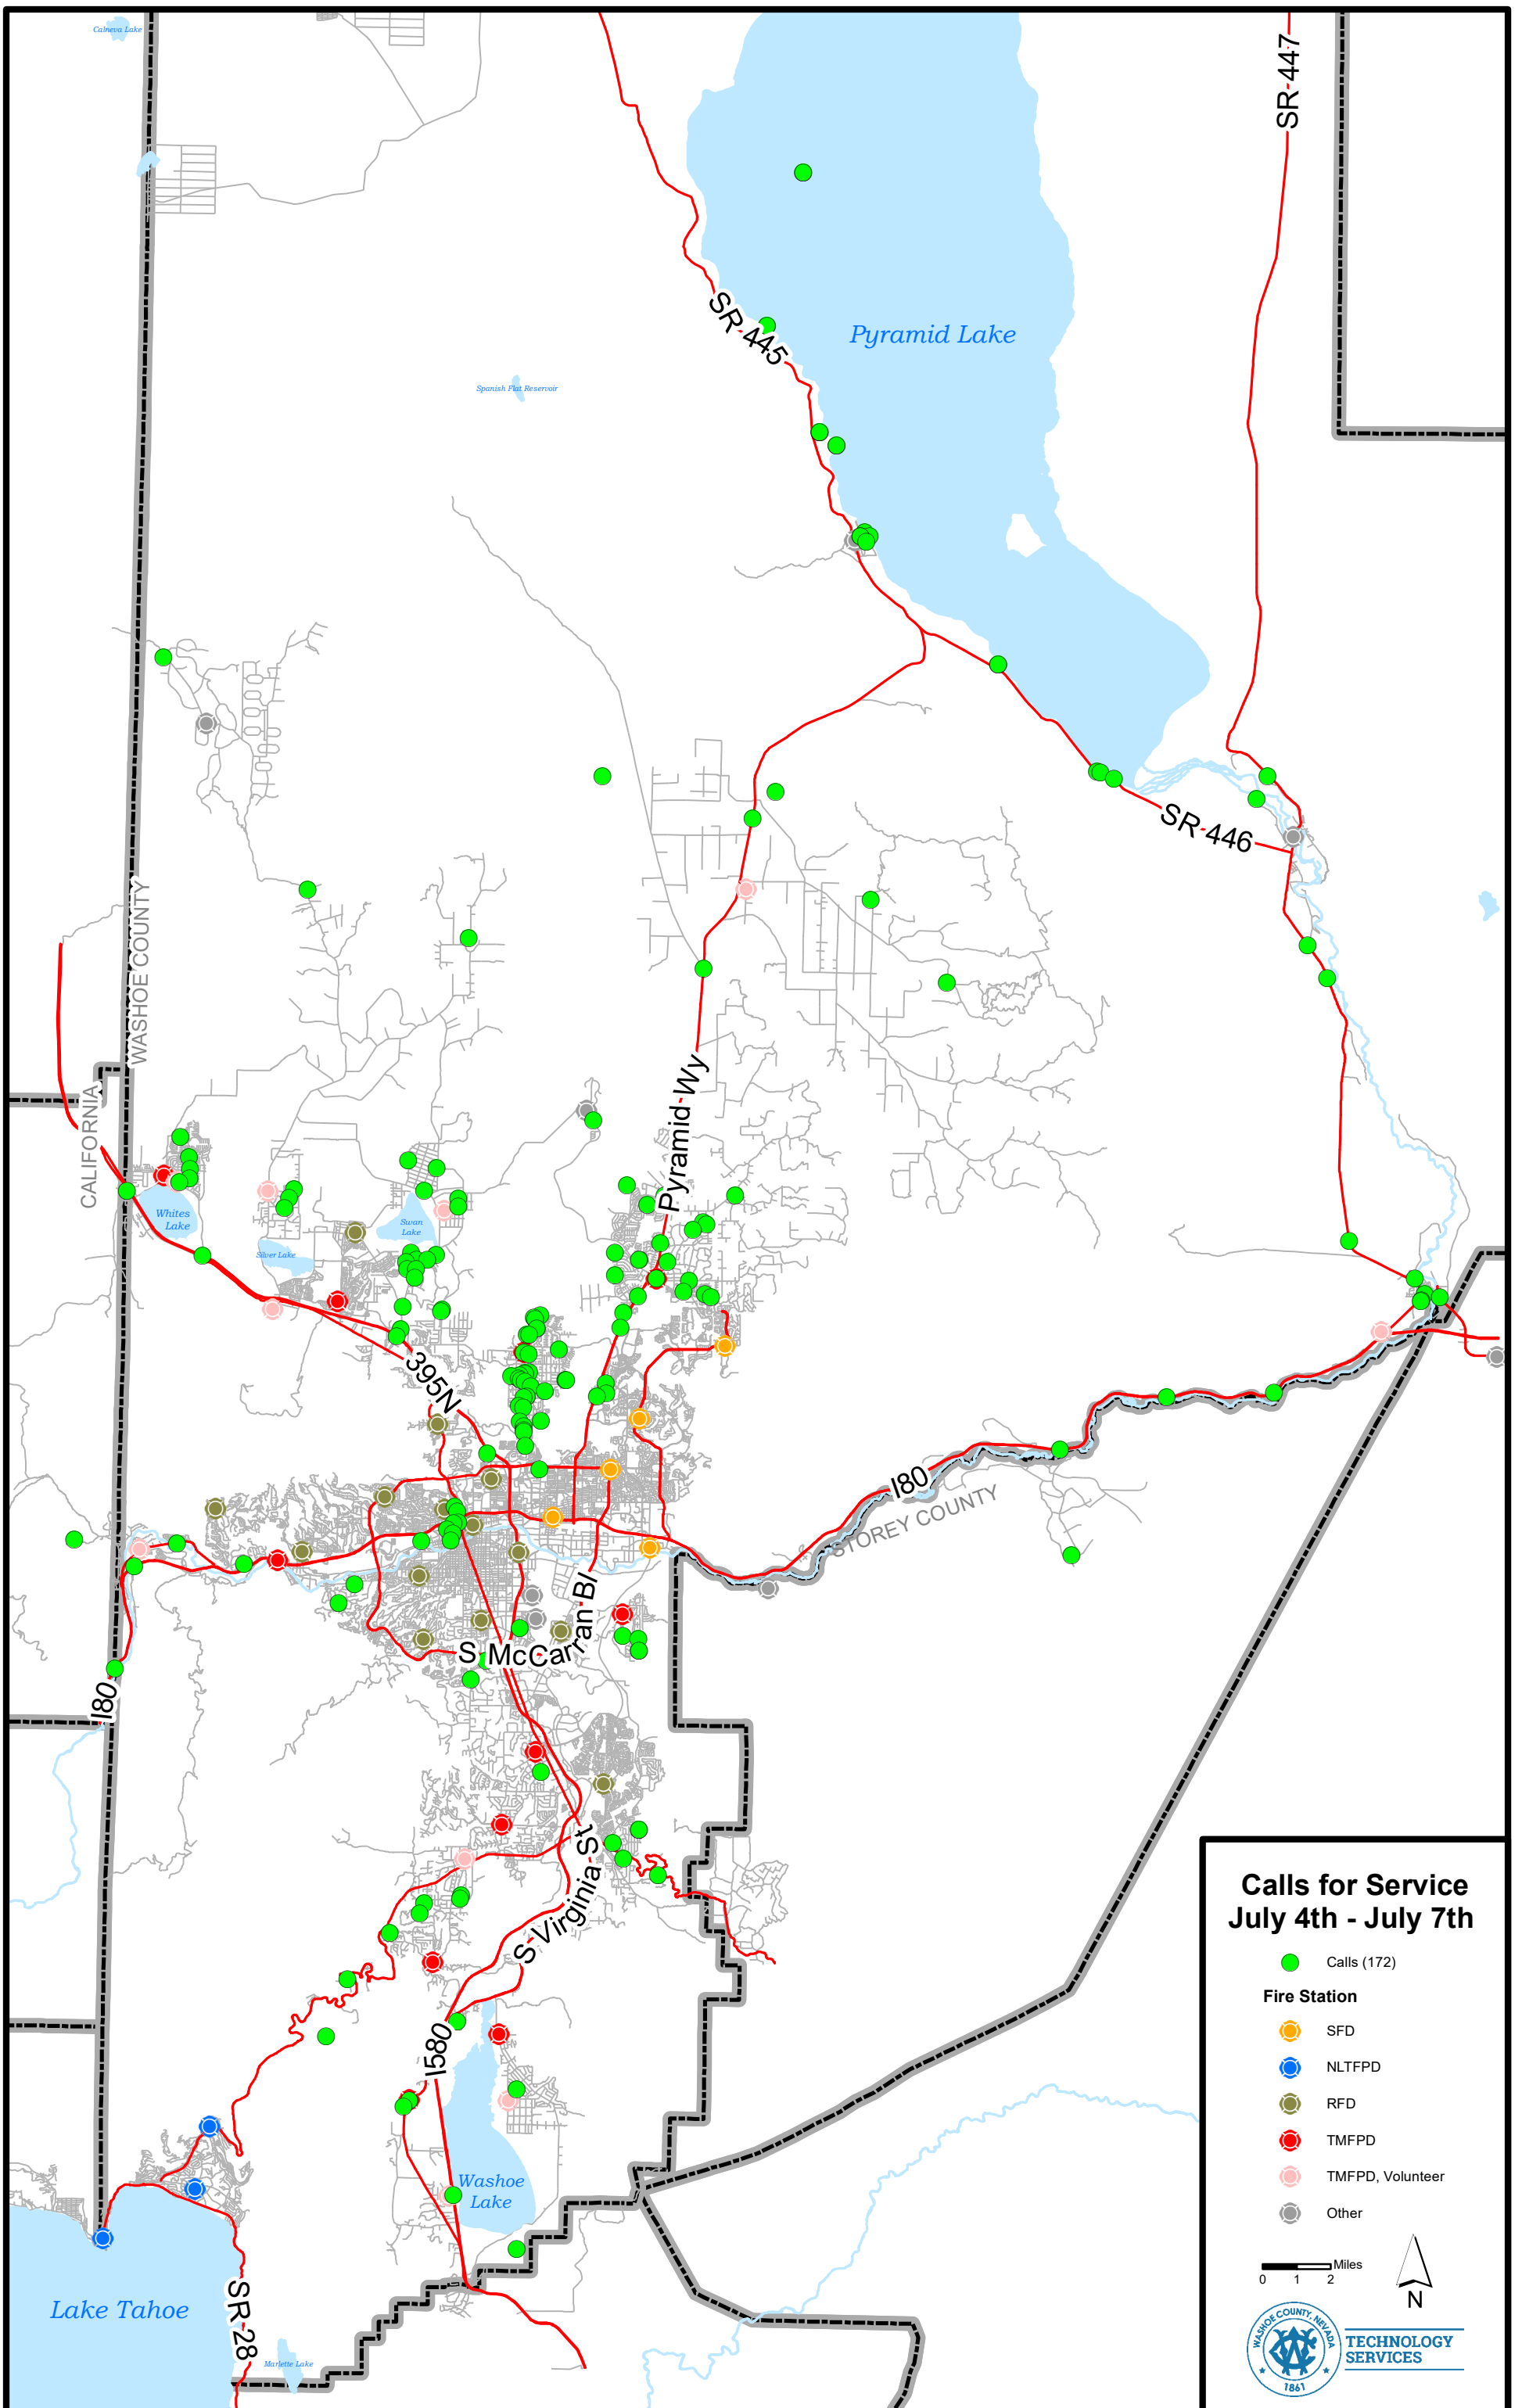 Calneva Lake
SR 447
SR 445
Pyramid Lake
Spanish Flat Reservoir
SR 446
WASHOE COUNTY
CALIFORNIA
Pyramid Wy
Whites
Lake
Swan
Lake
Silver Lake
395N
I80
STOREY COUNTY
S McCarran Bl
I80
S Virginia St
I580
Washoe
Lake
Lake Tahoe
SR 28
Marlette Lake
Calls for Service
July 4th - July 7th
Calls (172)
Fire Station
SFD
NLTFPD
RFD
TMFPD
TMFPD, Volunteer
Other
Miles
0 1 2
N
WASHOE COUNTY, NEVADA
1861
TECHNOLOGY
SERVICES